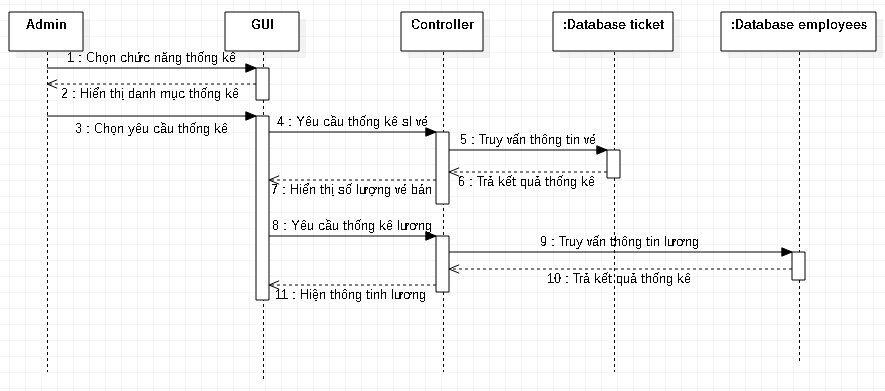 Admin
GUI
Controller
:Database ticket
:Database employees
1 : Chọn chức năng thống kê
2 : Hiển thị danh mục thống kê
3 : Chọn yêu cầu thống kê
4 : Yêu cầu thống kê sl vé
5 : Truy vấn thông tin vé
6 : Trả kết quả thống kê
7 : Hiển thị số lượng vé bán
8 : Yêu cầu thống kê lương
9 : Truy vấn thông tin lương
10 : Trả kết quả thống kê
11 : Hiện thông tinh lương